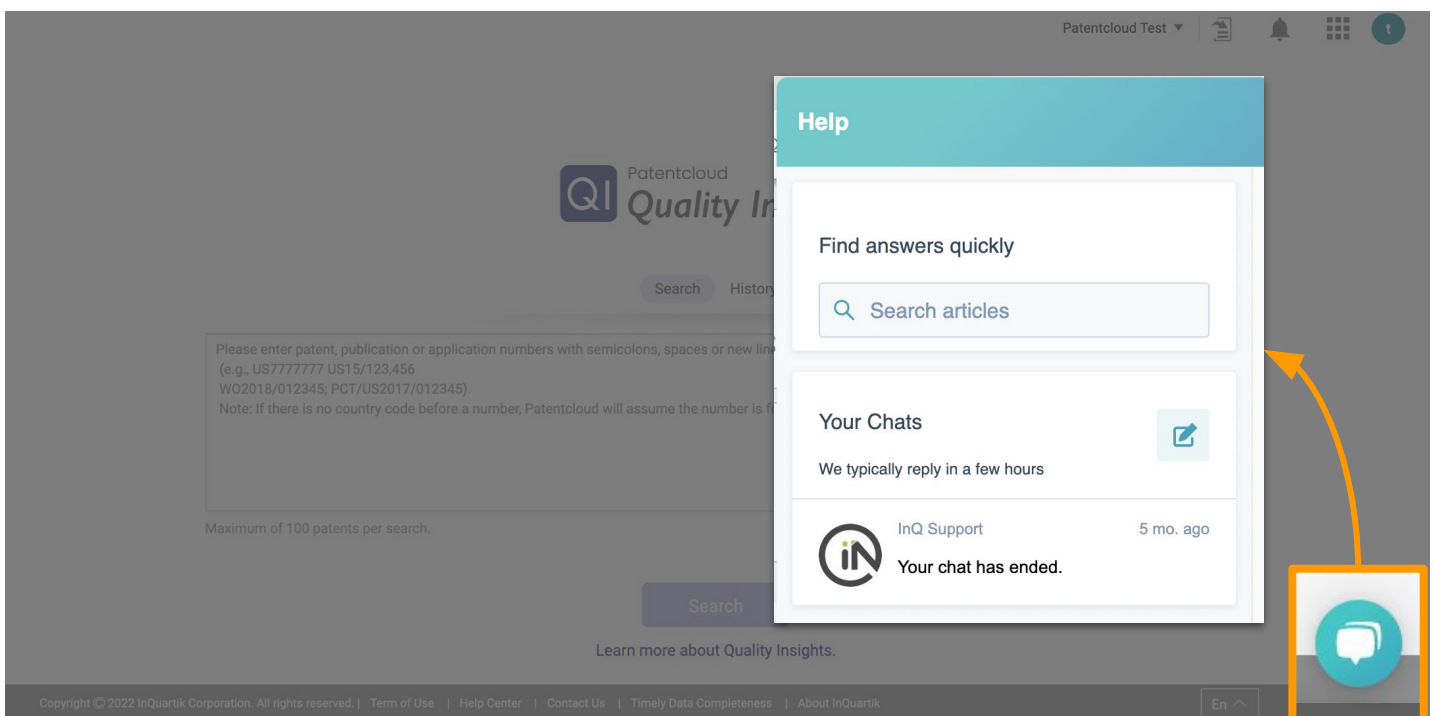 Patentcloud Test
t
Help
QI
Patentcloud
Quality In
Find answers quickly
Search
History
Search articles
Please enter patent, publication or application numbers with semicolons, spaces or new line
(e.g., US7777777 US15/123,456
WO2018/012345; PCT/US2017/012345).
Note: If there is no country code before a number, Patentcloud will assume the number is f
Your Chats
We typically reply in a few hours
Maximum of 100 patents per search.
iN
InQ Support
5 mo. ago
Your chat has ended.
Search
Learn more about Quality Insights.
Copyright © 2022 InQuartik Corporation. All rights reserved. | Term of Use | Help Center | Contact Us | Timely Data Completeness | About InQuartik
En